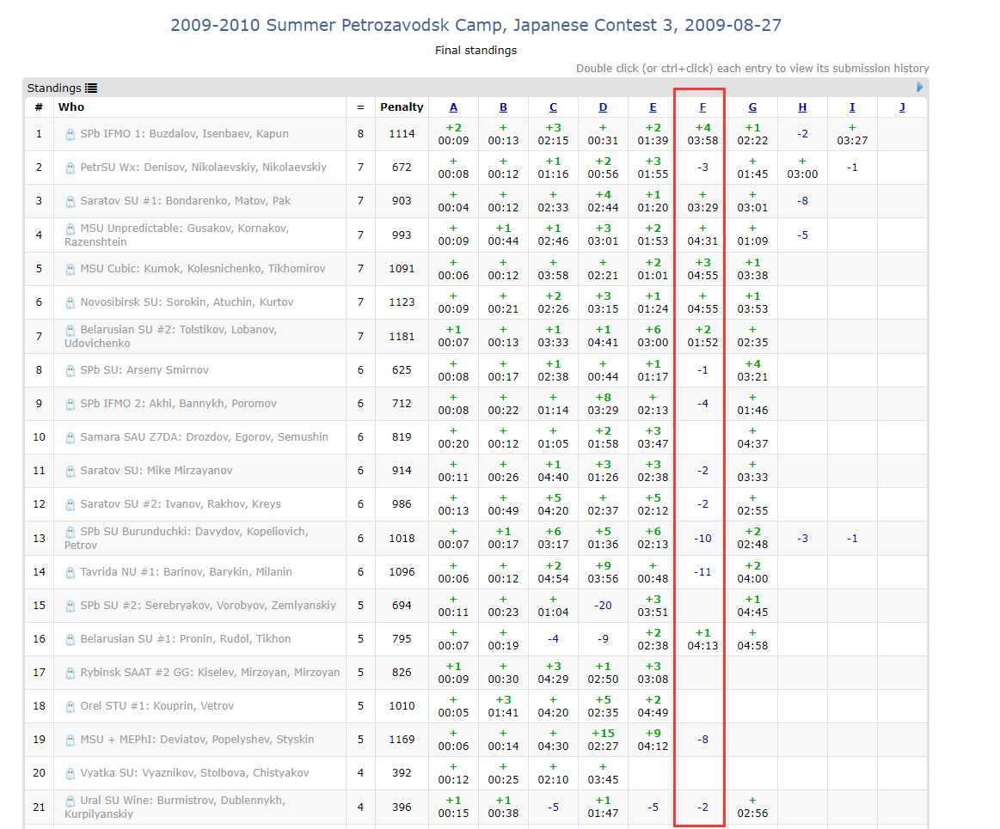 2009-2010 Summer Petrozavodsk Camp, Japanese Contest 3, 2009-08-27
Final standings
Double click (or ctrl+click) each entry to view its submission history
Standings
# Who = Penalty A B C D E F G H I J
1 SPb IFMO 1: Buzdalov, Isenbaev, Kapun 8 1114 +2 + +3 + +2 +4 +1 -2 +
00:09 00:13 02:15 00:31 01:39 03:58 02:22 03:27
2 PetrSU Wx: Denisov, Nikolaevskiy, Nikolaevskiy 7 672 + + +1 +2 +3 -3 + + -1
00:08 00:12 01:16 00:56 01:55 01:45 03:00
3 Saratov SU #1: Bondarenko, Matov, Pak 7 903 + + + +4 +1 + + -8
00:04 00:12 02:33 02:44 01:20 03:29 03:01
4 MSU Unpredictable: Gusakov, Kornakov, 7 993 + +1 +1 +3 +2 + + -5
Razenshtein 00:09 00:44 02:46 03:01 01:53 04:31 01:09
5 MSU Cubic: Kumok, Kolesnichenko, Tikhomirov 7 1091 + + + + +2 +3 +1
00:06 00:12 03:58 02:21 01:01 04:55 03:38
6 Novosibirsk SU: Sorokin, Atuchin, Kurtov 7 1123 + + +2 +3 +1 + +1
00:09 00:21 02:26 03:15 01:24 04:55 03:53
7 Belarusian SU #2: Tolstikov, Lobanov, 7 1181 +1 + +1 +1 +6 +2 +
Udovichenko 00:07 00:13 03:33 04:41 03:00 01:52 02:35
8 SPb SU: Arseny Smirnov 6 625 + + +1 + +1 -1 +4
00:08 00:17 02:38 00:44 01:17 03:21
9 SPb IFMO 2: Akhi, Bannykh, Poromov 6 712 + + + +8 + -4 +
00:08 00:22 01:14 03:29 02:13 01:46
10 Samara SAU Z7DA: Drozdov, Egorov, Semushin 6 819 + + + +2 +3 +
00:20 00:12 01:05 01:58 03:47 04:37
11 Saratov SU: Mike Mirzayanov 6 914 + + +1 +3 +3 -2 +
00:11 00:26 04:40 01:26 02:38 03:33
12 Saratov SU #2: Ivanov, Rakhov, Kreys 6 986 + + +5 + +5 -2 +
00:13 00:49 04:20 02:37 02:12 02:55
13 SPb SU Burunduchki: Davydov, Kopeliovich, 6 1018 + +1 +6 +5 +6 -10 +2 -3 -1
Petrov 00:07 00:17 03:17 01:36 02:13 02:48
14 Tavrida NU #1: Barinov, Barykin, Milanin 6 1096 + + +2 +9 + -11 +2
00:06 00:12 04:54 03:56 00:48 04:00
15 SPb SU #2: Serebryakov, Vorobyov, Zemlyanskiy 5 694 + + + -20 +3 +1
00:11 00:23 01:04 03:51 04:45
16 Belarusian SU #1: Pronin, Rudol, Tikhon 5 795 + + -4 -9 +2 +1 +
00:07 00:19 02:38 04:13 04:58
17 Rybinsk SAAT #2 GG: Kiselev, Mirzoyan, Mirzoyan 5 826 +1 + +3 +1 +3
00:09 00:30 04:29 02:50 03:08
18 Orel STU #1: Kouprin, Vetrov 5 1010 + +3 + +5 +2
00:05 01:41 04:20 02:35 04:49
19 MSU + MEPhI: Deviatov, Popelyshev, Styskin 5 1169 + + + +15 +9 -8
00:06 00:14 04:30 02:27 04:12
20 Vyatka SU: Vyaznikov, Stolbova, Chistyakov 4 392 + + + +
00:12 00:25 02:10 03:45
21 Ural SU Wine: Burmistrov, Dublennykh, 4 396 +1 +1 -5 +1 -5 -2 +
Kurpilyanskiy 00:15 00:38 01:47 02:56